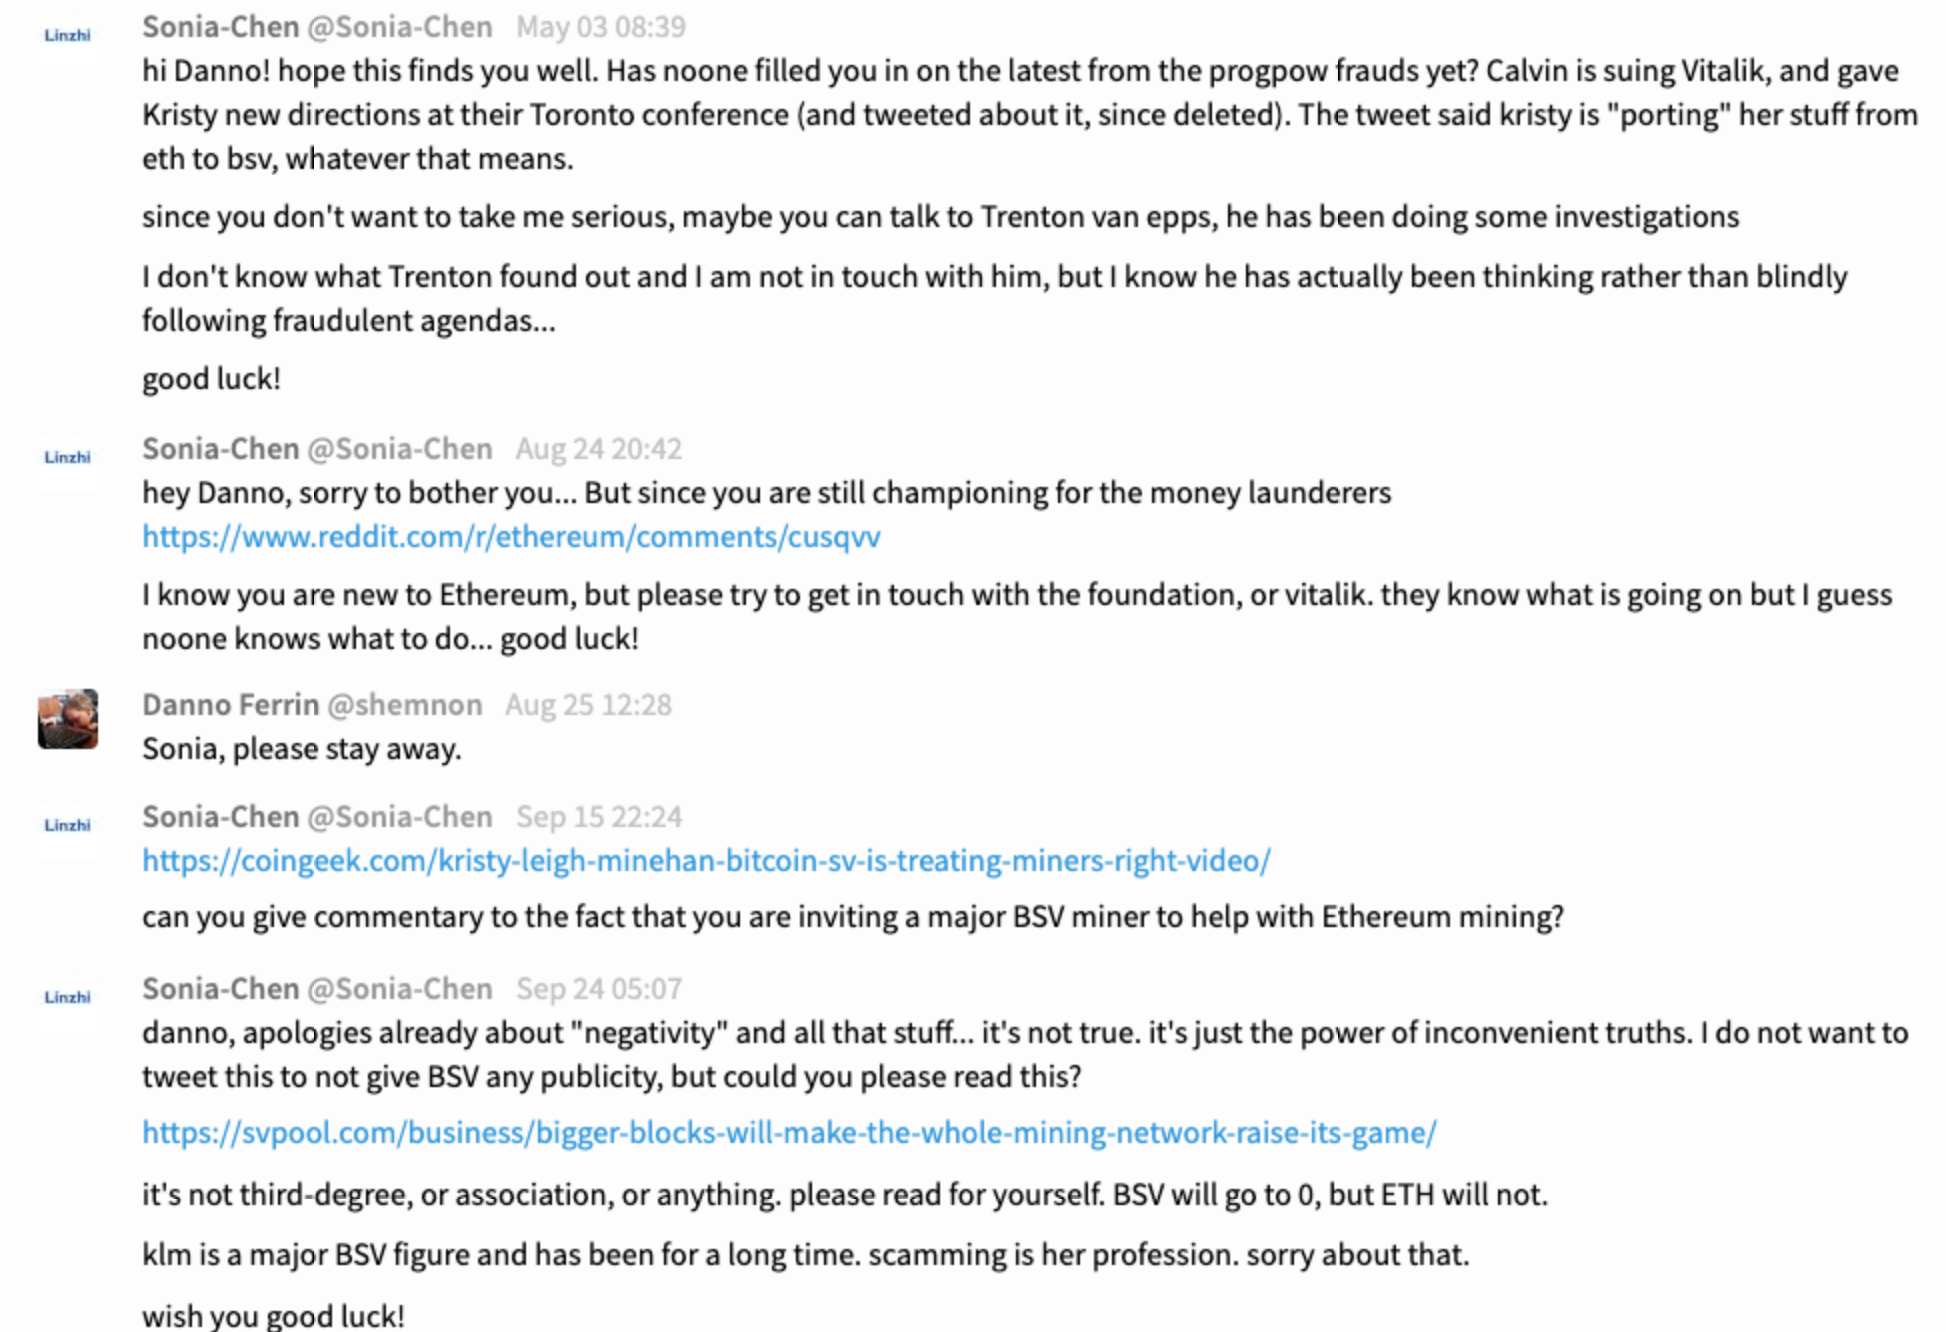 Linzhi
Sonia-Chen @Sonia-Chen May 03 08:39
hi Danno! hope this finds you well. Has noone filled you in on the latest from the progpow frauds yet? Calvin is suing Vitalik, and gave
Kristy new directions at their Toronto conference (and tweeted about it, since deleted). The tweet said kristy is "porting" her stuff from
eth to bsv, whatever that means.
since you don't want to take me serious, maybe you can talk to Trenton van epps, he has been doing some investigations
I don't know what Trenton found out and I am not in touch with him, but I know he has actually been thinking rather than blindly
following fraudulent agendas...
good luck!
Linzhi
Sonia-Chen @Sonia-Chen Aug 24 20:42
hey Danno, sorry to bother you... But since you are still championing for the money launderers
https://www.reddit.com/r/ethereum/comments/cusqvv
I know you are new to Ethereum, but please try to get in touch with the foundation, or vitalik. they know what is going on but I guess
noone knows what to do... good luck!
Danno Ferrin @shemnon Aug 25 12:28
Sonia, please stay away.
Linzhi
Sonia-Chen @Sonia-Chen Sep 15 22:24
https://coingeek.com/kristy-leigh-minehan-bitcoin-sv-is-treating-miners-right-video/
can you give commentary to the fact that you are inviting a major BSV miner to help with Ethereum mining?
Linzhi
Sonia-Chen @Sonia-Chen Sep 24 05:07
danno, apologies already about "negativity" and all that stuff... it's not true. it's just the power of inconvenient truths. I do not want to
tweet this to not give BSV any publicity, but could you please read this?
https://svpool.com/business/bigger-blocks-will-make-the-whole-mining-network-raise-its-game/
it's not third-degree, or association, or anything. please read for yourself. BSV will go to 0, but ETH will not.
klm is a major BSV figure and has been for a long time. scamming is her profession. sorry about that.
wish you good luck!